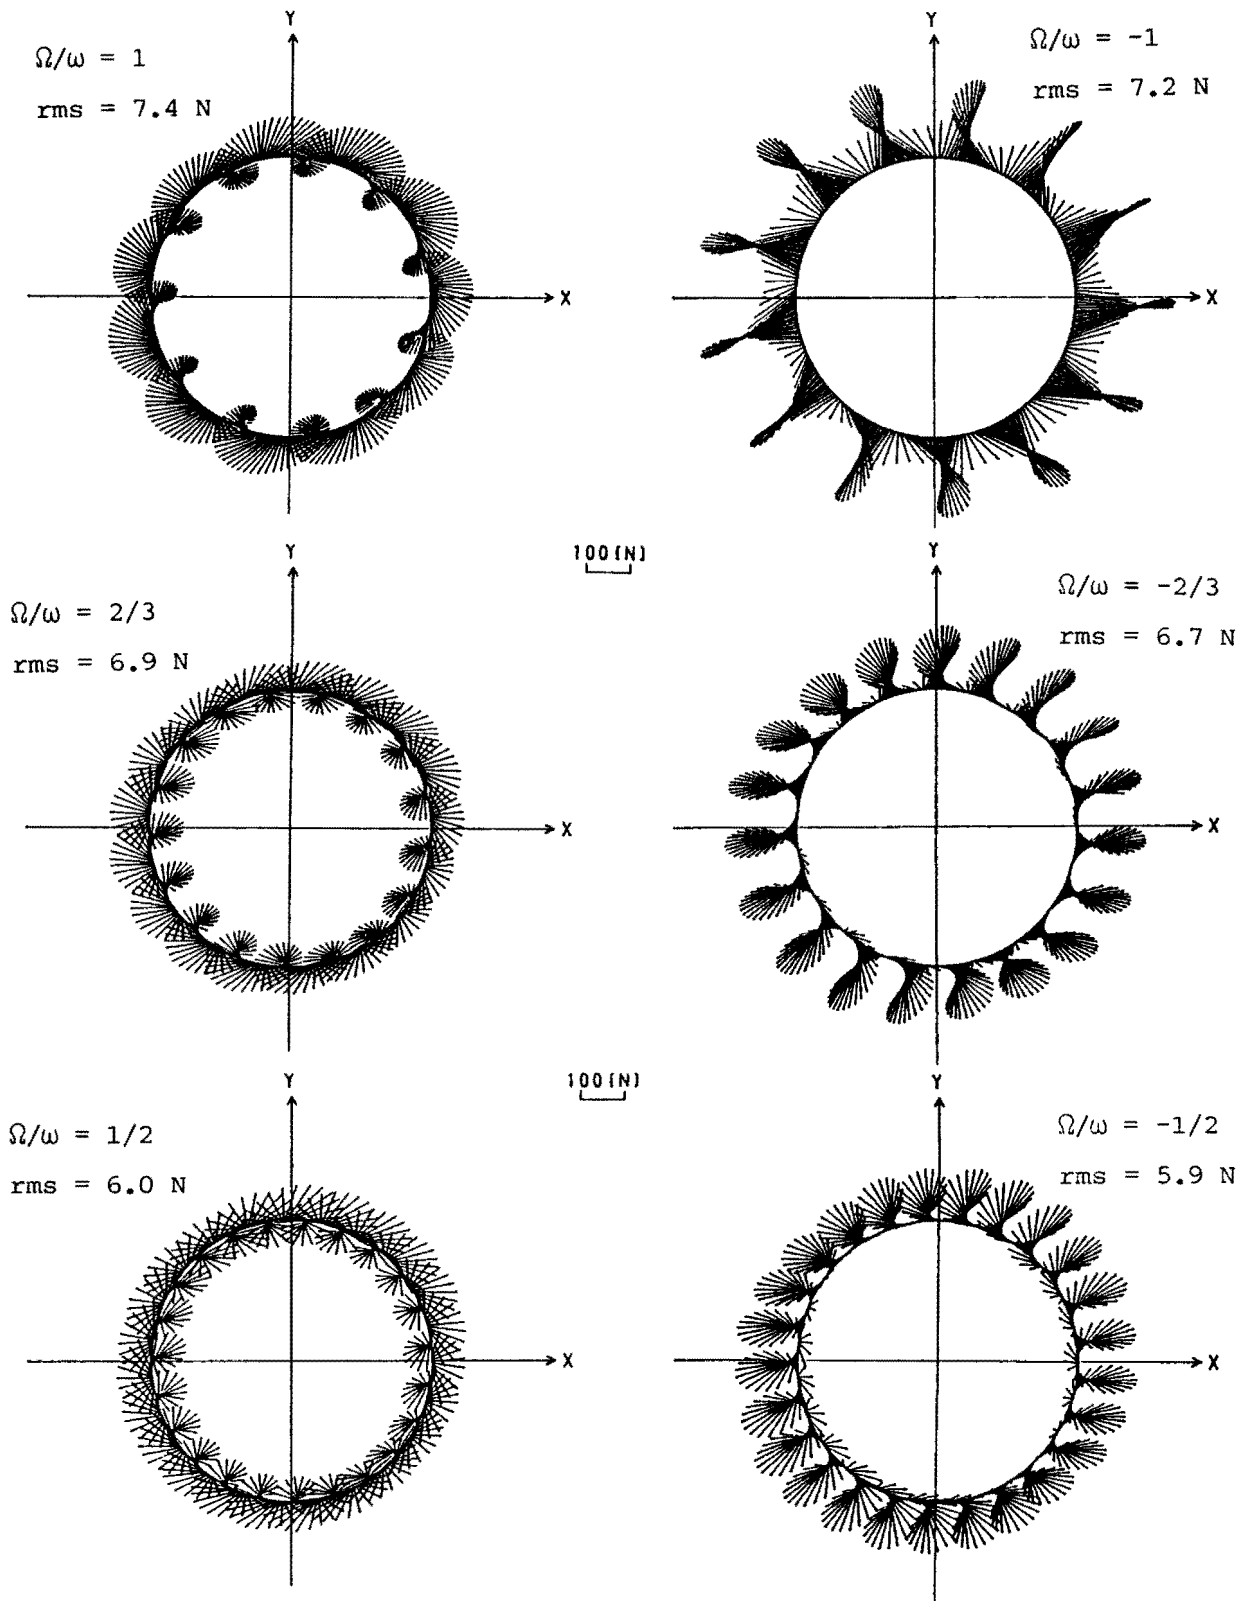 Y
Ω/ω = 1
rms = 7.4 N
X
Y
Ω/ω = -1
rms = 7.2 N
X
100 [N]
Y
Ω/ω = 2/3
rms = 6.9 N
X
Y
Ω/ω = -2/3
rms = 6.7 N
X
100 [N]
Y
Ω/ω = 1/2
rms = 6.0 N
X
Y
Ω/ω = -1/2
rms = 5.9 N
X